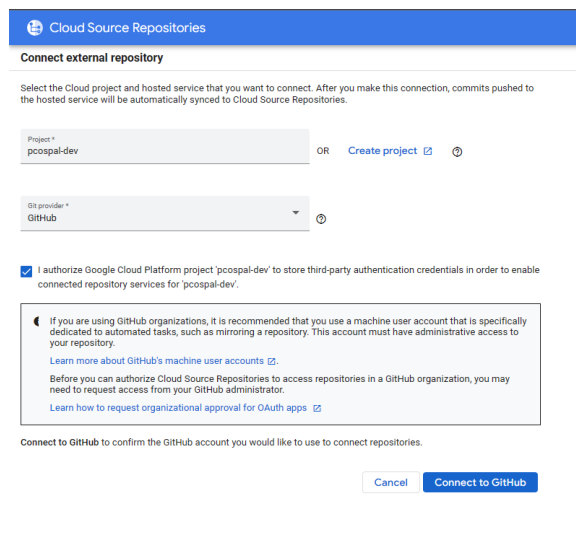 Cloud Source Repositories
Connect external repository
Select the Cloud project and hosted service that you want to connect. After you make this connection, commits pushed to
the hosted service will be automatically synced to Cloud Source Repositories.
Project *
pcospal-dev
OR Create project
Git provider *
GitHub
I authorize Google Cloud Platform project 'pcospal-dev' to store third-party authentication credentials in order to enable
connected repository services for 'pcospal-dev'.
If you are using GitHub organizations, it is recommended that you use a machine user account that is specifically
dedicated to automated tasks, such as mirroring a repository. This account must have administrative access to
your repository.
Learn more about GitHub's machine user accounts.
Before you can authorize Cloud Source Repositories to access repositories in a GitHub organization, you may
need to request access from your GitHub administrator.
Learn how to request organizational approval for OAuth apps
Connect to GitHub to confirm the GitHub account you would like to use to connect repositories.
Cancel Connect to GitHub